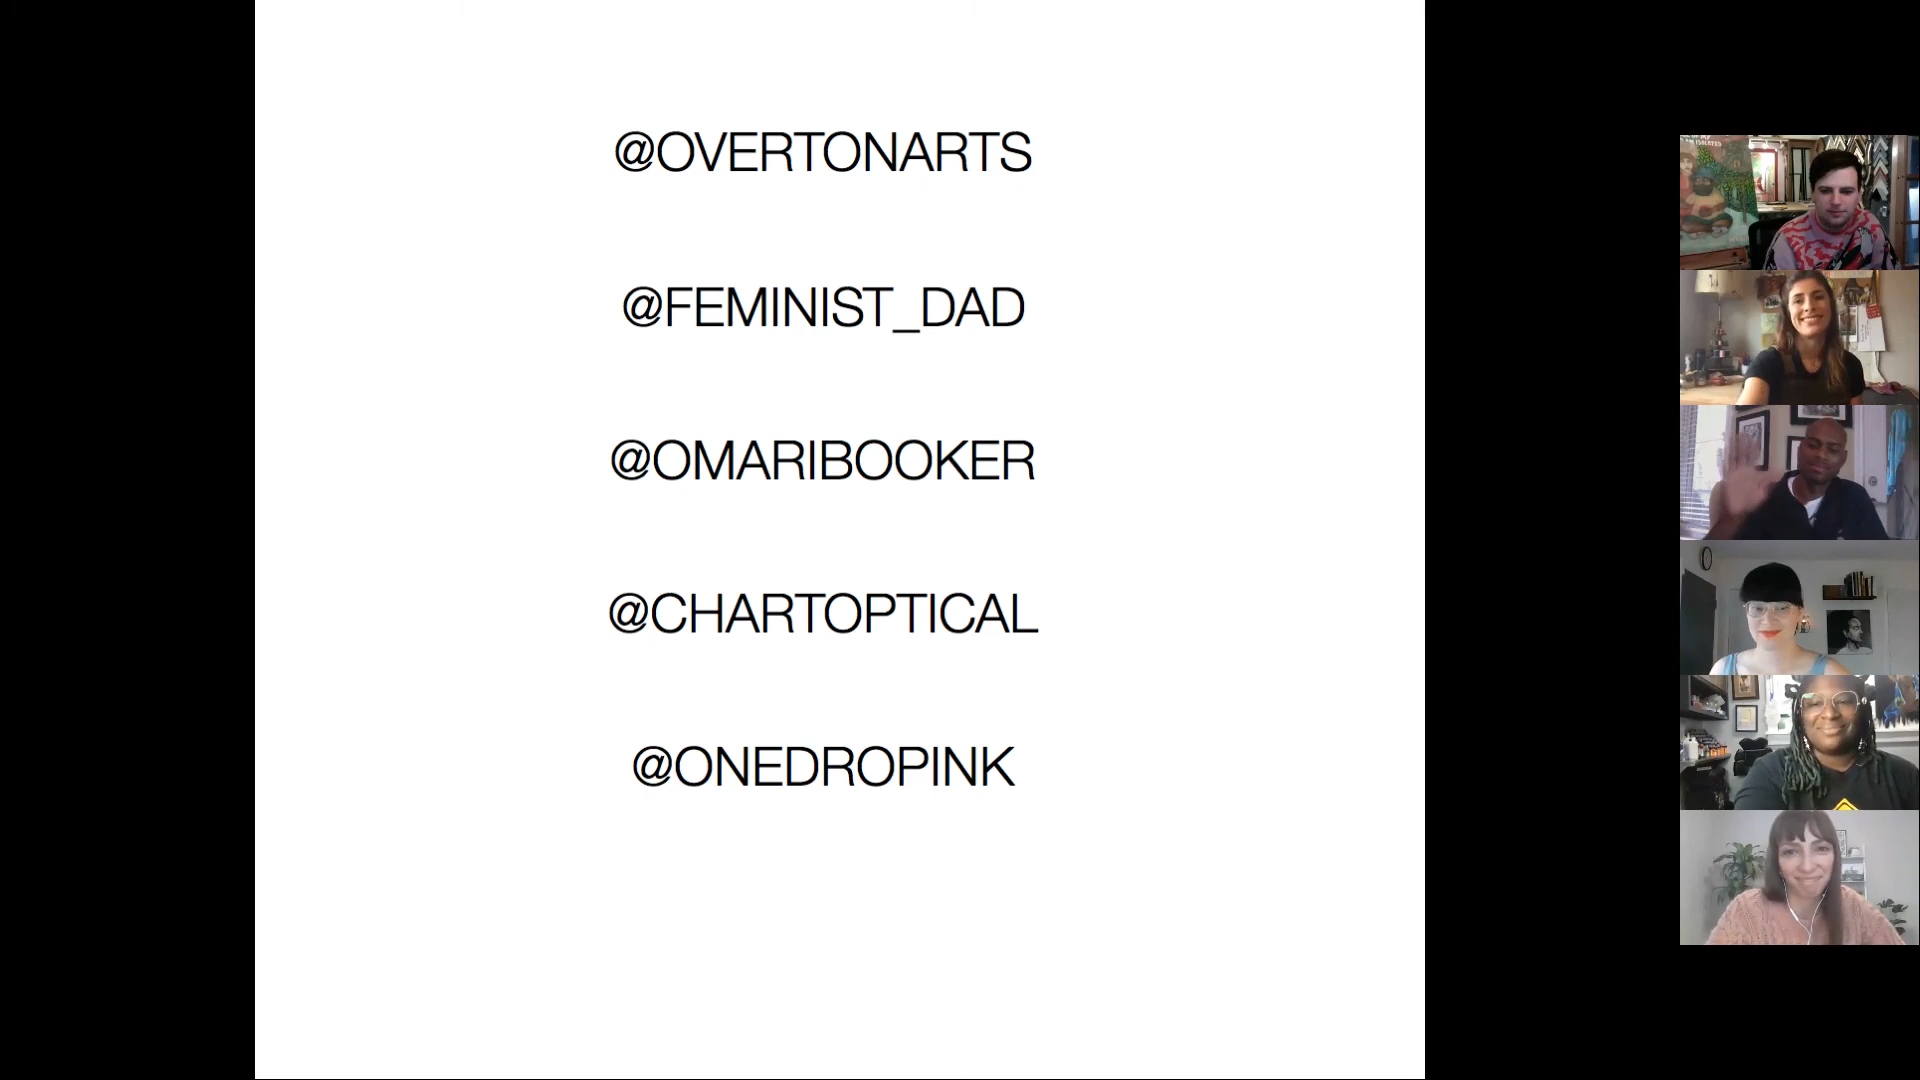 @OVERTONARTS
@FEMINIST_DAD
@OMARIBOOKER
@CHARTOPTICAL
@ONEDROPINK